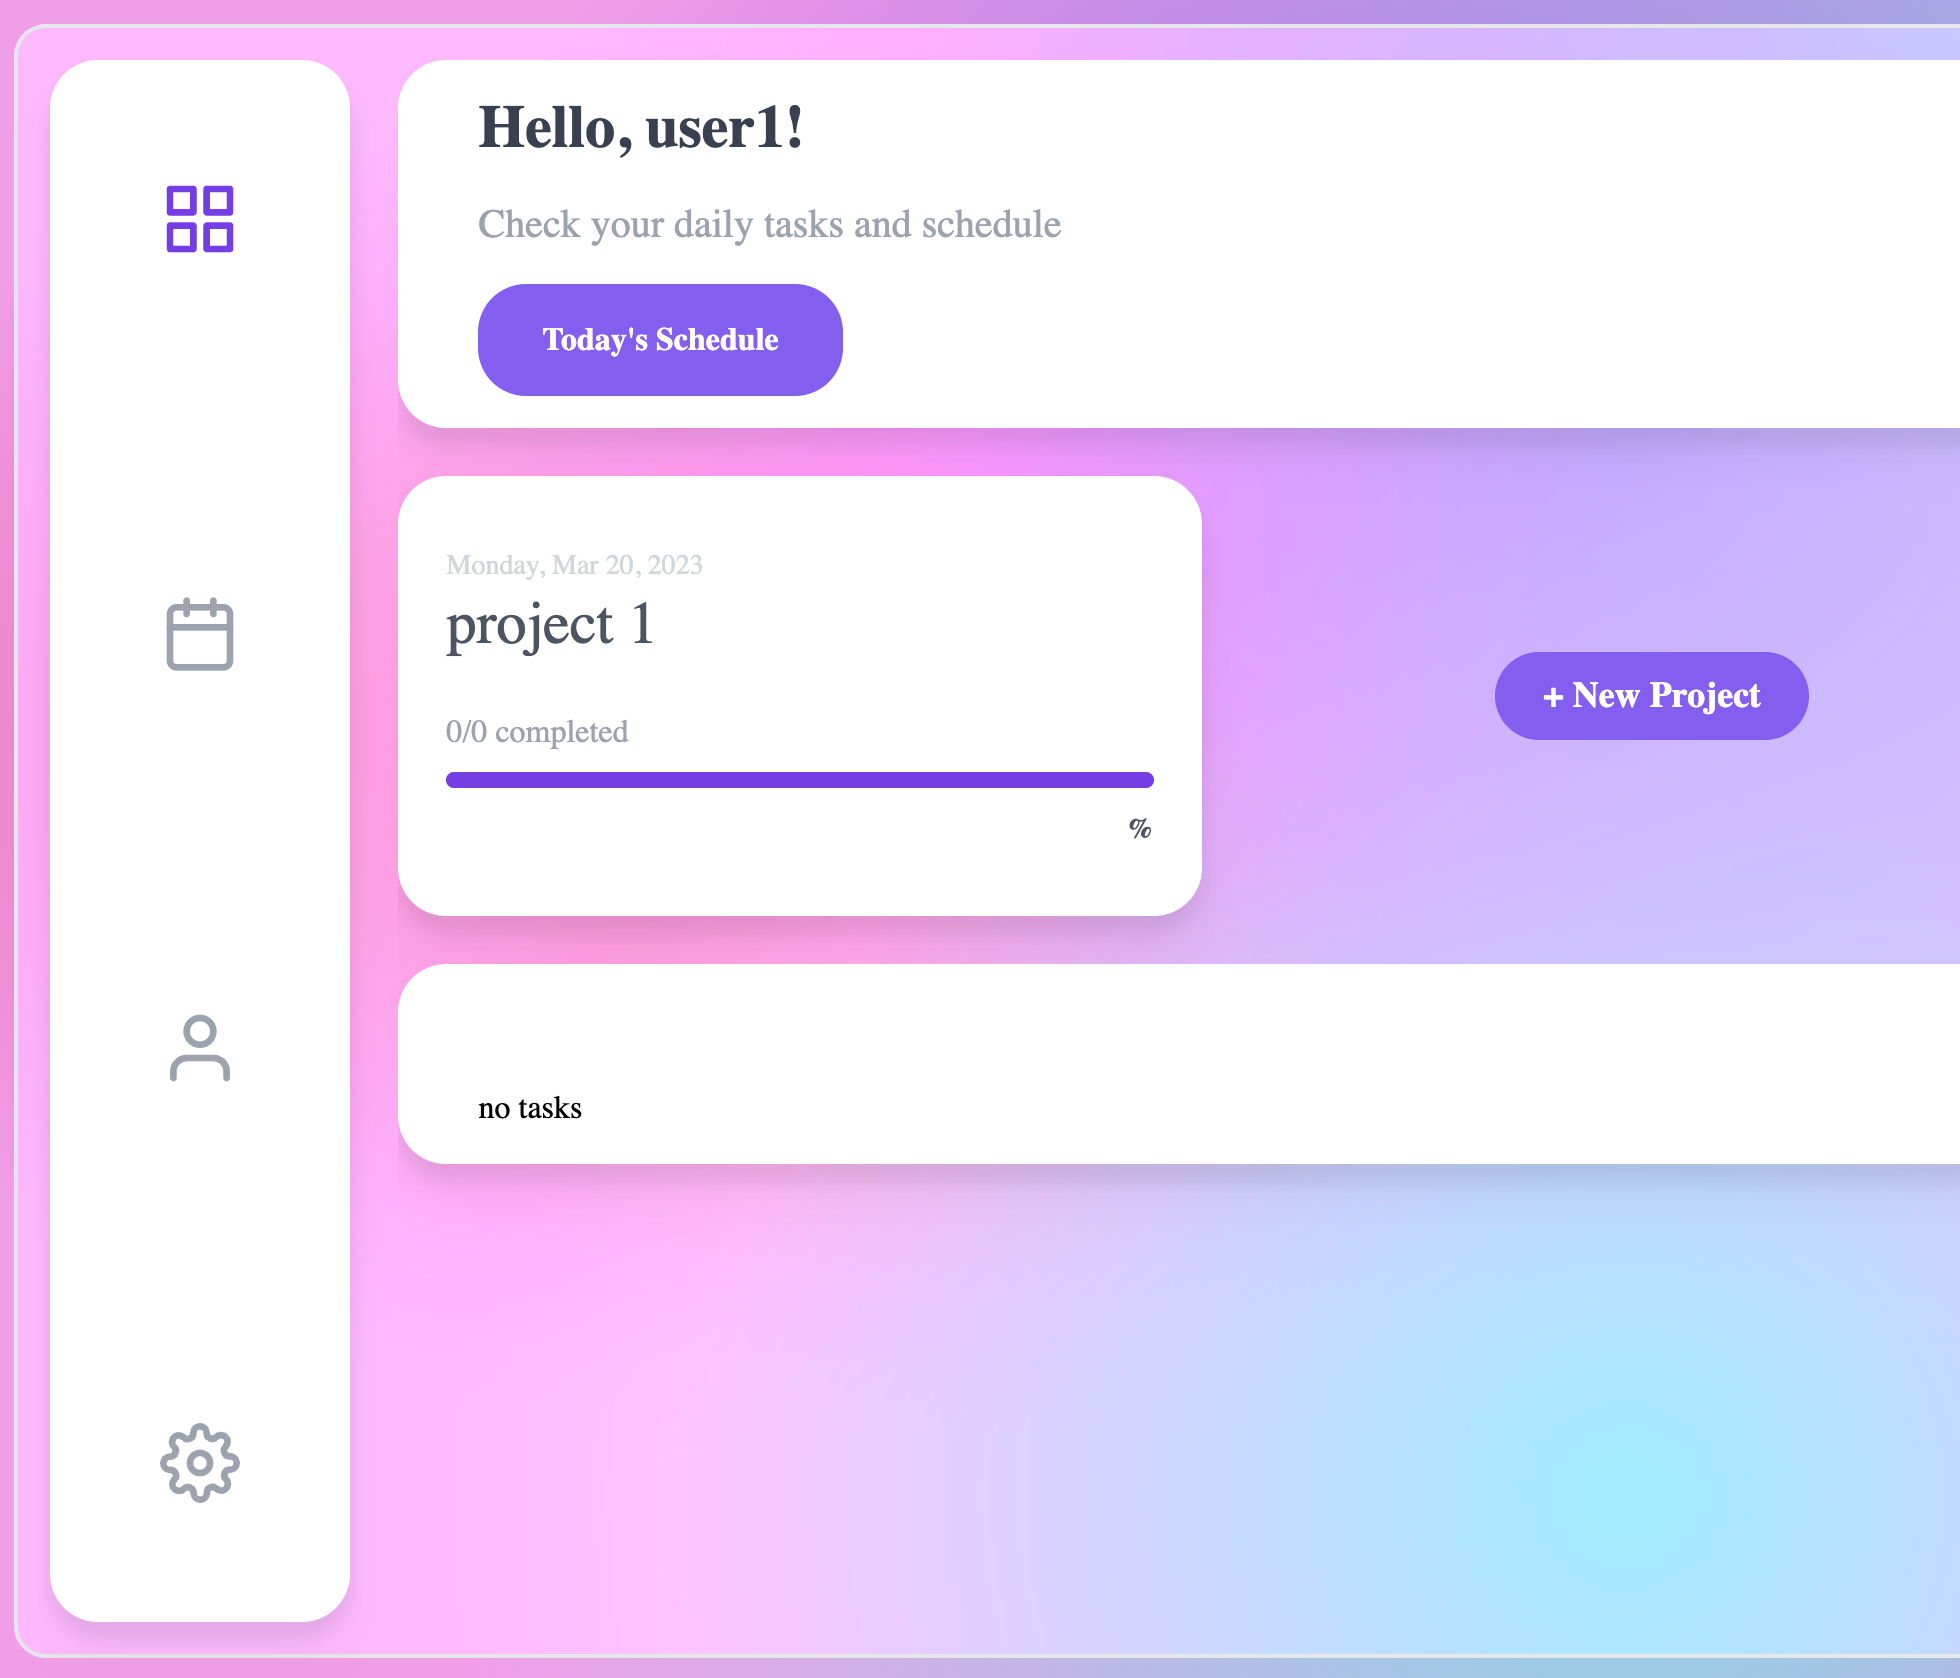 Hello, user1!
Check your daily tasks and schedule
Today's Schedule
Monday, Mar 20, 2023
project 1
0/0 completed
%
+ New Project
no tasks